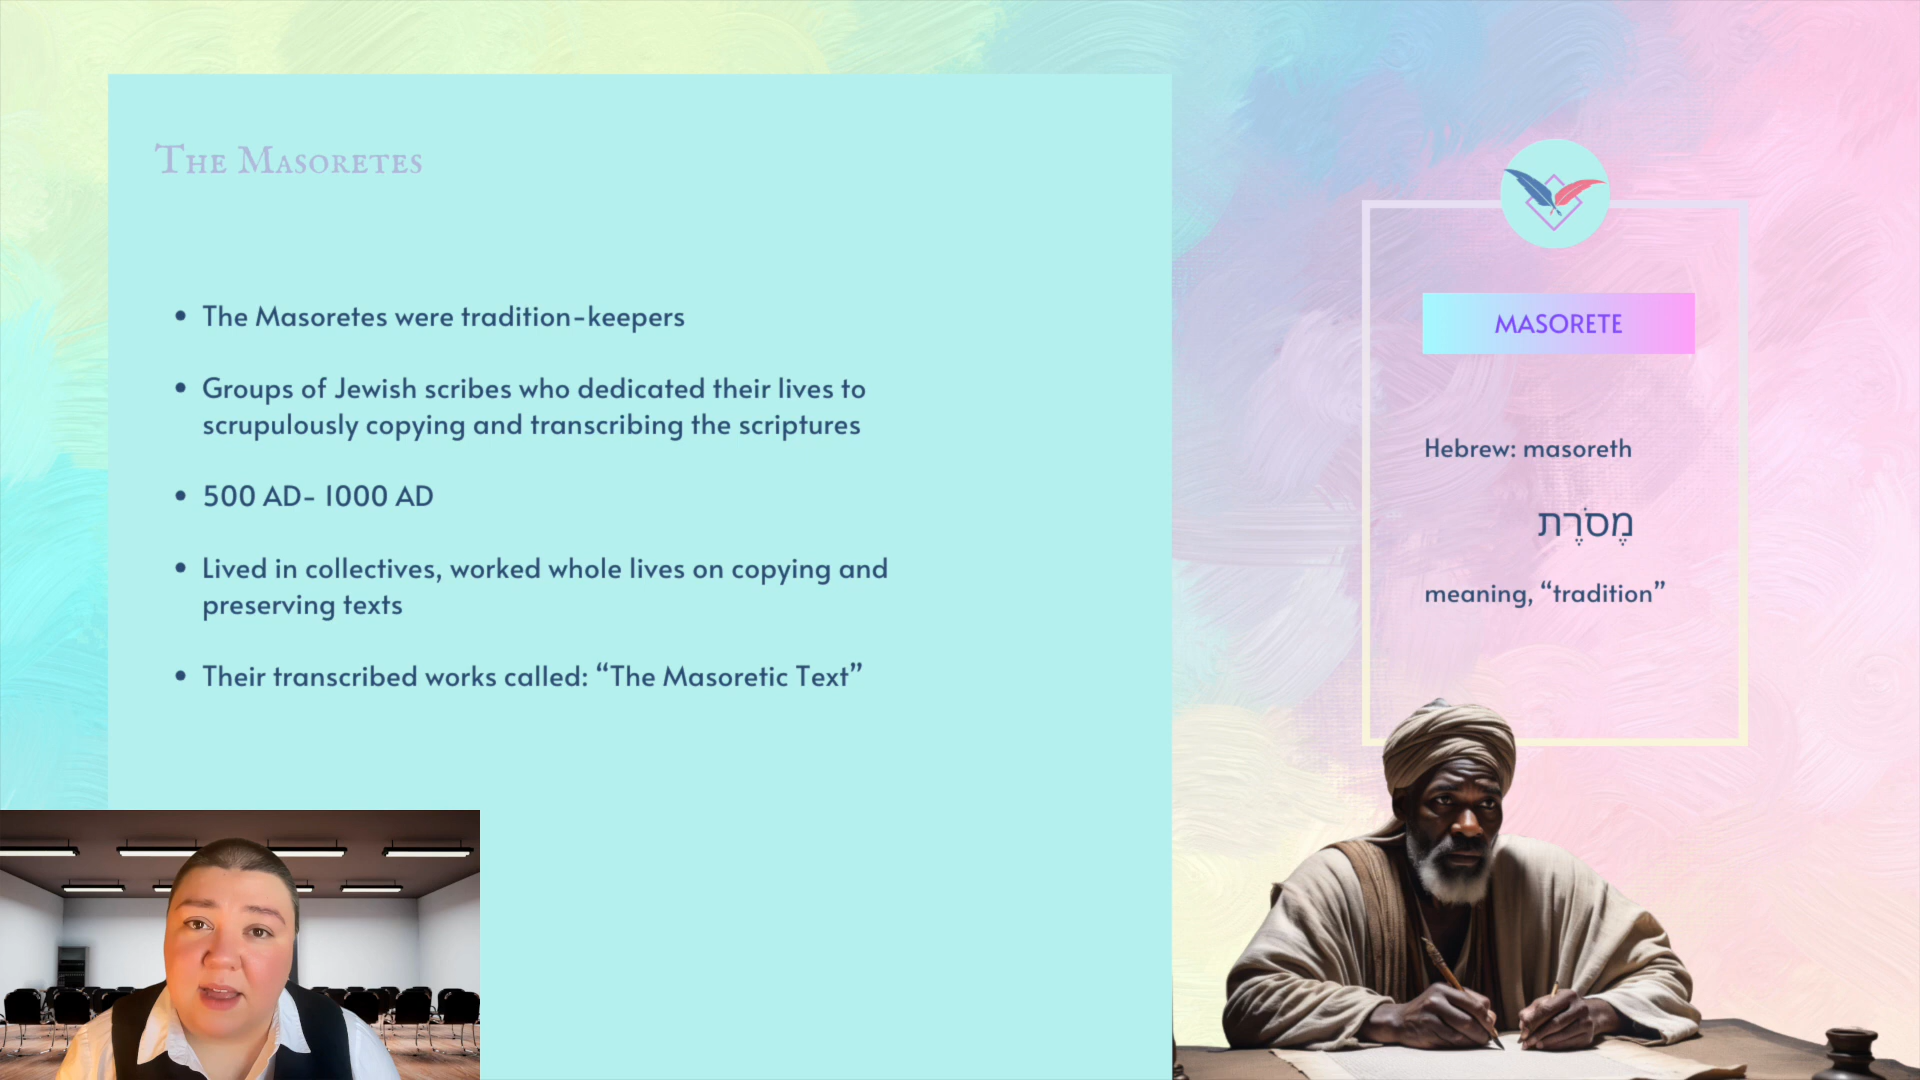 The Masoretes
• The Masoretes were tradition-keepers
• Groups of Jewish scribes who dedicated their lives to
scrupulously copying and transcribing the scriptures
• 500 AD- 1000 AD
• Lived in collectives, worked whole lives on copying and
preserving texts
• Their transcribed works called: “The Masoretic Text”
MASORETE
Hebrew: masoreth
מָסֹרֶת
meaning, “tradition”